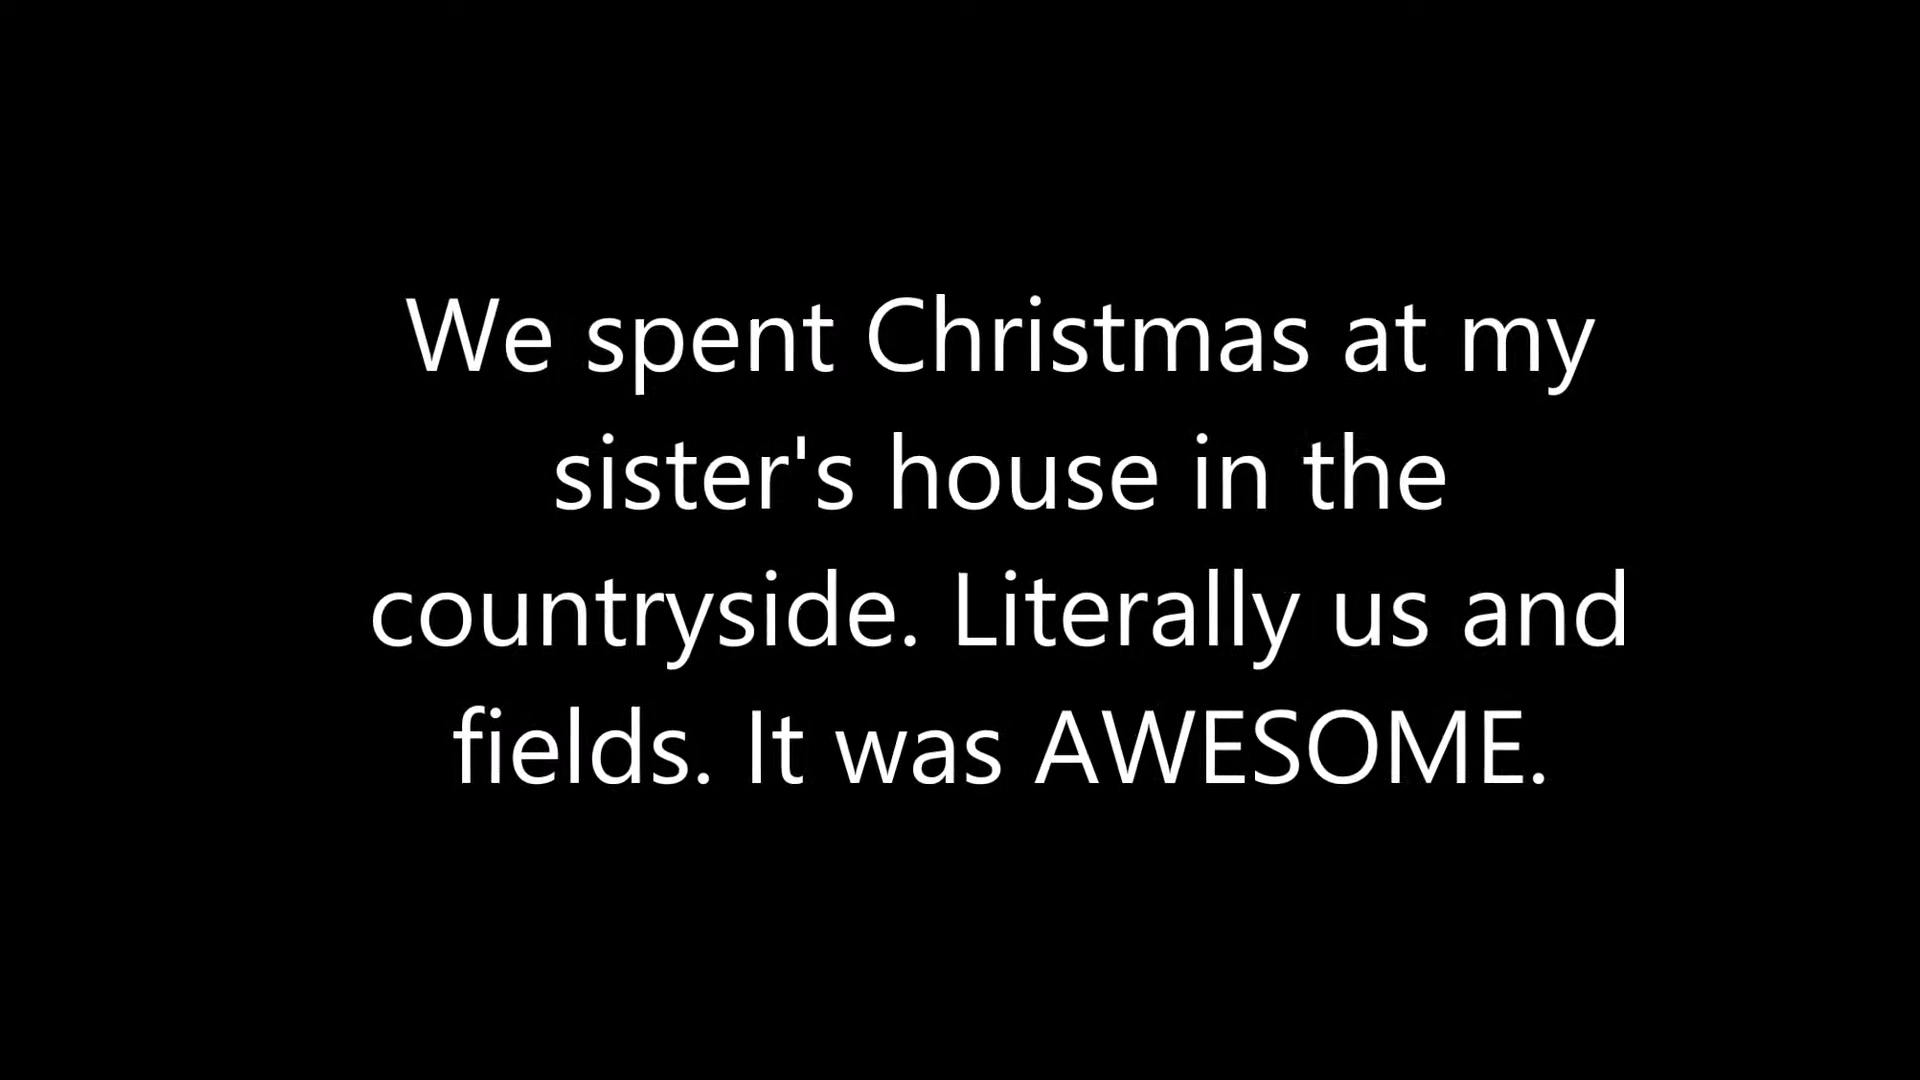 We spent Christmas at my
sister's house in the
countryside. Literally us and
fields. It was AWESOME.